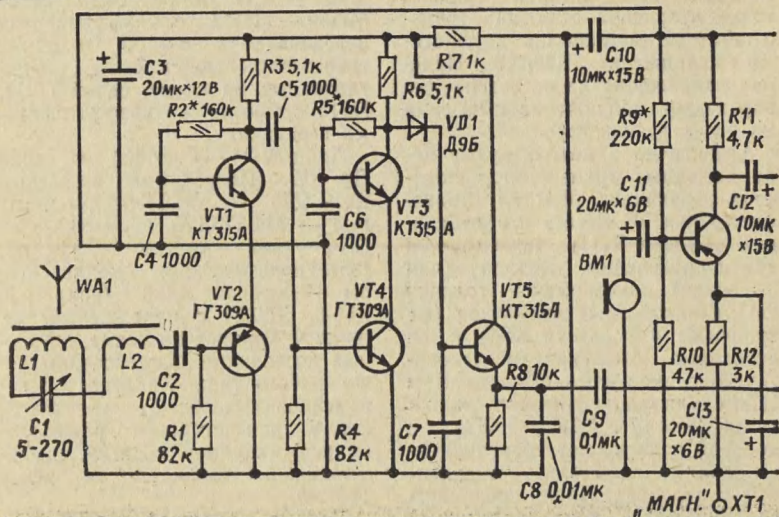 C3
20мк×12В
R3 5,1к
C5 1000
R2* 160к
R5* 160к
R7 1к
R6 5,1к
VD1
Д9Б
C10
10мк×15В
R9*
220к
R11
4,7к
C11
20мк×6В
C12
10мк
×15В
VT1
КТ315А
C4 1000
C6
1000
VT3
КТ315А
BM1
WA1
VT2
ГТ309А
VT4
ГТ309А
VT5
КТ315А
L1
L2
C2
1000
C1
5-270
R1
82к
R4
82к
C7
1000
R8 10к
C9
0,1мк
R10
47к
R12
3к
C13
20мк
×6В
C8 0,01мк
„МАГН.”
XT1